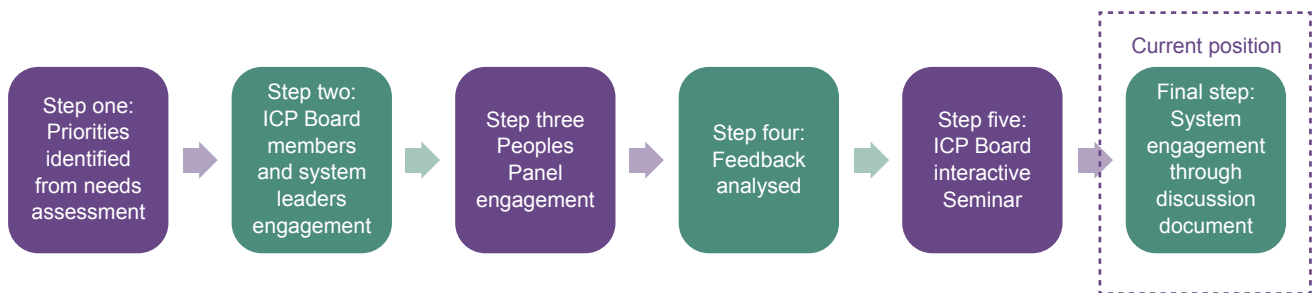 Step one:
Priorities
identified
from needs
assessment
Step two:
ICP Board
members
and system
leaders
engagement
Step three
Peoples
Panel
engagement
Step four:
Feedback
analysed
Step five:
ICP Board
interactive
Seminar
Current position
Final step:
System
engagement
through
discussion
document